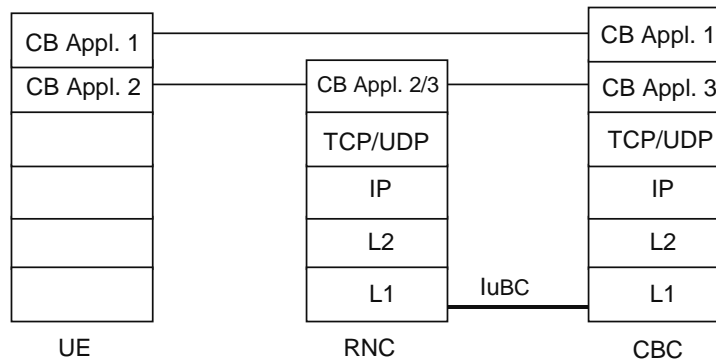 CB Appl. 1
CB Appl. 2
UE
CB Appl. 2/3
TCP/UDP
IP
L2
L1
RNC
IuBC
CB Appl. 1
CB Appl. 3
TCP/UDP
IP
L2
L1
CBC